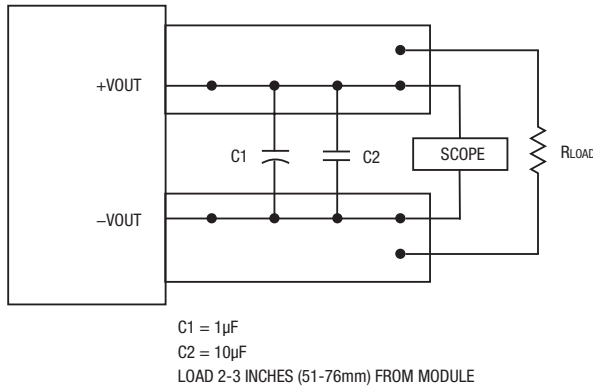 +VOUT
C1
C2
SCOPE
RLOAD
−VOUT
C1 = 1µF
C2 = 10µF
LOAD 2-3 INCHES (51-76mm) FROM MODULE